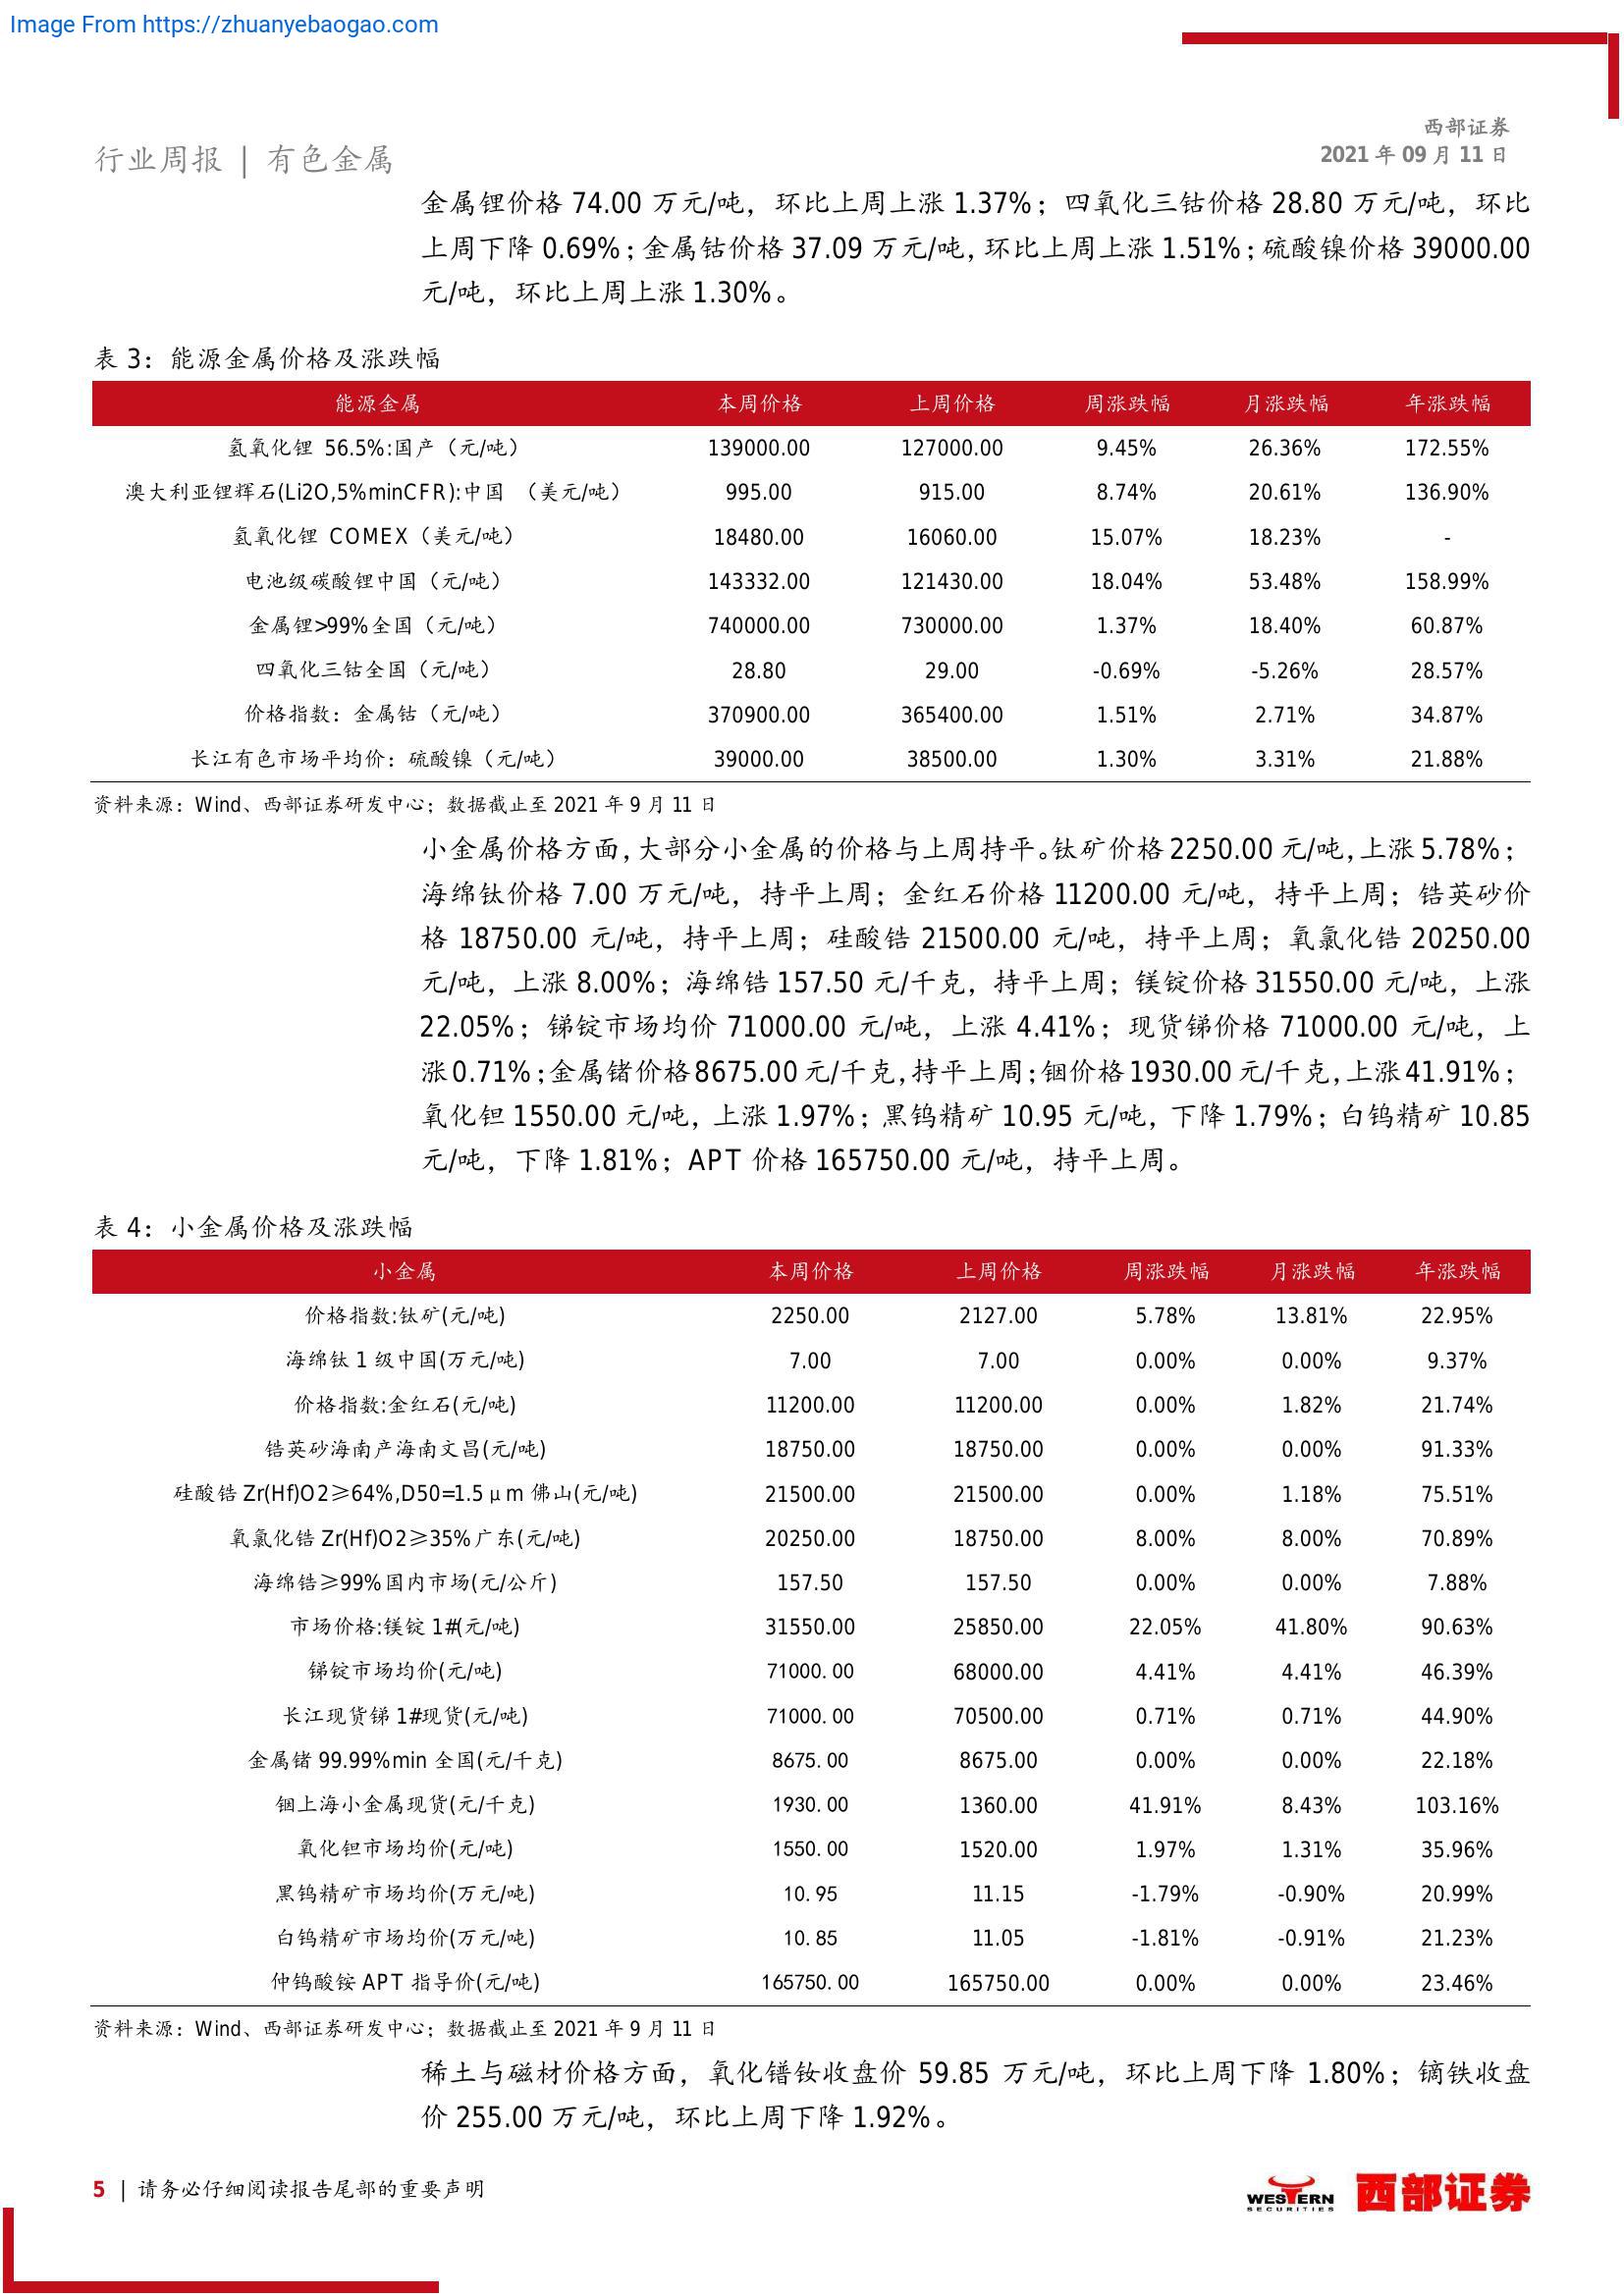 Image From https://zhuanyebaogao.com
西部证券
2021 年 09 月 11 日
行业周报 | 有色金属
金属锂价格 74.00 万元/吨，环比上周上涨 1.37%；四氧化三钴价格 28.80 万元/吨，环比
上周下降 0.69%；金属钴价格 37.09 万元/吨，环比上周上涨 1.51%；硫酸镍价格 39000.00
元/吨，环比上周上涨 1.30%。
表 3：能源金属价格及涨跌幅
能源金属 本周价格 上周价格 周涨跌幅 月涨跌幅 年涨跌幅
氢氧化锂 56.5%:国产（元/吨） 139000.00 127000.00 9.45% 26.36% 172.55%
澳大利亚锂辉石(Li2O,5%minCFR):中国 （美元/吨） 995.00 915.00 8.74% 20.61% 136.90%
氢氧化锂 COMEX（美元/吨） 18480.00 16060.00 15.07% 18.23% -
电池级碳酸锂中国（元/吨） 143332.00 121430.00 18.04% 53.48% 158.99%
金属锂>99%全国（元/吨） 740000.00 730000.00 1.37% 18.40% 60.87%
四氧化三钴全国（元/吨） 28.80 29.00 -0.69% -5.26% 28.57%
价格指数：金属钴（元/吨） 370900.00 365400.00 1.51% 2.71% 34.87%
长江有色市场平均价：硫酸镍（元/吨） 39000.00 38500.00 1.30% 3.31% 21.88%
资料来源：Wind、西部证券研发中心；数据截止至 2021 年 9 月 11 日
小金属价格方面，大部分小金属的价格与上周持平。钛矿价格 2250.00 元/吨，上涨 5.78%；
海绵钛价格 7.00 万元/吨，持平上周；金红石价格 11200.00 元/吨，持平上周；锆英砂价
格 18750.00 元/吨，持平上周；硅酸锆 21500.00 元/吨，持平上周；氧氯化锆 20250.00
元/吨，上涨 8.00%；海绵锆 157.50 元/千克，持平上周；镁锭价格 31550.00 元/吨，上涨
22.05%；锑锭市场均价 71000.00 元/吨，上涨 4.41%；现货锑价格 71000.00 元/吨，上
涨 0.71%；金属锗价格 8675.00 元/千克，持平上周；铟价格 1930.00 元/千克，上涨 41.91%；
氧化钽 1550.00 元/吨，上涨 1.97%；黑钨精矿 10.95 元/吨，下降 1.79%；白钨精矿 10.85
元/吨，下降 1.81%；APT 价格 165750.00 元/吨，持平上周。
表 4：小金属价格及涨跌幅
小金属 本周价格 上周价格 周涨跌幅 月涨跌幅 年涨跌幅
价格指数:钛矿(元/吨) 2250.00 2127.00 5.78% 13.81% 22.95%
海绵钛 1 级中国(万元/吨) 7.00 7.00 0.00% 0.00% 9.37%
价格指数:金红石(元/吨) 11200.00 11200.00 0.00% 1.82% 21.74%
锆英砂海南产海南文昌(元/吨) 18750.00 18750.00 0.00% 0.00% 91.33%
硅酸锆 Zr(Hf)O2≥64%,D50=1.5μm 佛山(元/吨) 21500.00 21500.00 0.00% 1.18% 75.51%
氧氯化锆 Zr(Hf)O2≥35%广东(元/吨) 20250.00 18750.00 8.00% 8.00% 70.89%
海绵锆≥99%国内市场(元/公斤) 157.50 157.50 0.00% 0.00% 7.88%
市场价格:镁锭 1#(元/吨) 31550.00 25850.00 22.05% 41.80% 90.63%
锑锭市场均价(元/吨) 71000.00 68000.00 4.41% 4.41% 46.39%
长江现货锑 1#现货(元/吨) 71000.00 70500.00 0.71% 0.71% 44.90%
金属锗 99.99%min 全国(元/千克) 8675.00 8675.00 0.00% 0.00% 22.18%
铟上海小金属现货(元/千克) 1930.00 1360.00 41.91% 8.43% 103.16%
氧化钽市场均价(元/吨) 1550.00 1520.00 1.97% 1.31% 35.96%
黑钨精矿市场均价(万元/吨) 10.95 11.15 -1.79% -0.90% 20.99%
白钨精矿市场均价(万元/吨) 10.85 11.05 -1.81% -0.91% 21.23%
仲钨酸铵 APT 指导价(元/吨) 165750.00 165750.00 0.00% 0.00% 23.46%
资料来源：Wind、西部证券研发中心；数据截止至 2021 年 9 月 11 日
稀土与磁材价格方面，氧化镨钕收盘价 59.85 万元/吨，环比上周下降 1.80%；镝铁收盘
价 255.00 万元/吨，环比上周下降 1.92%。
5 | 请务必仔细阅读报告尾部的重要声明
WESTERN
SECURITIES
西部证券